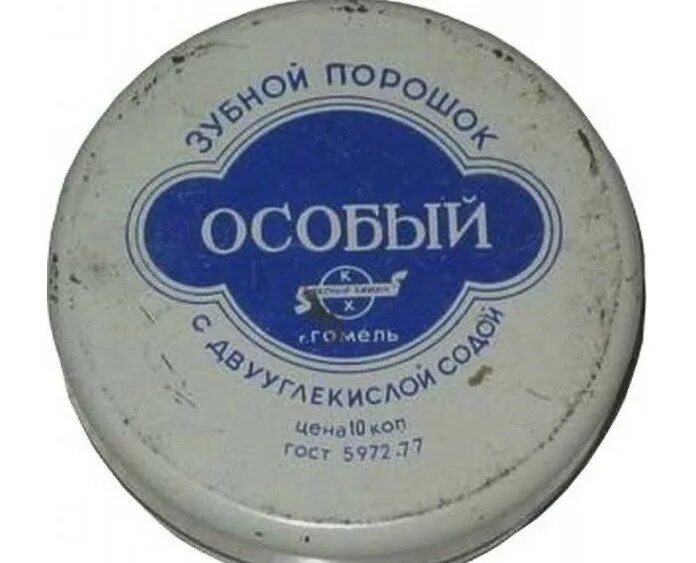 ЗУБНОЙ ПОРОШОК
ОСОБЫЙ
К
Х
г. ГОМЕЛЬ
С ДВУУГЛЕКИСЛОЙ СОДОЙ
цена 10 коп
ГОСТ 5972-77